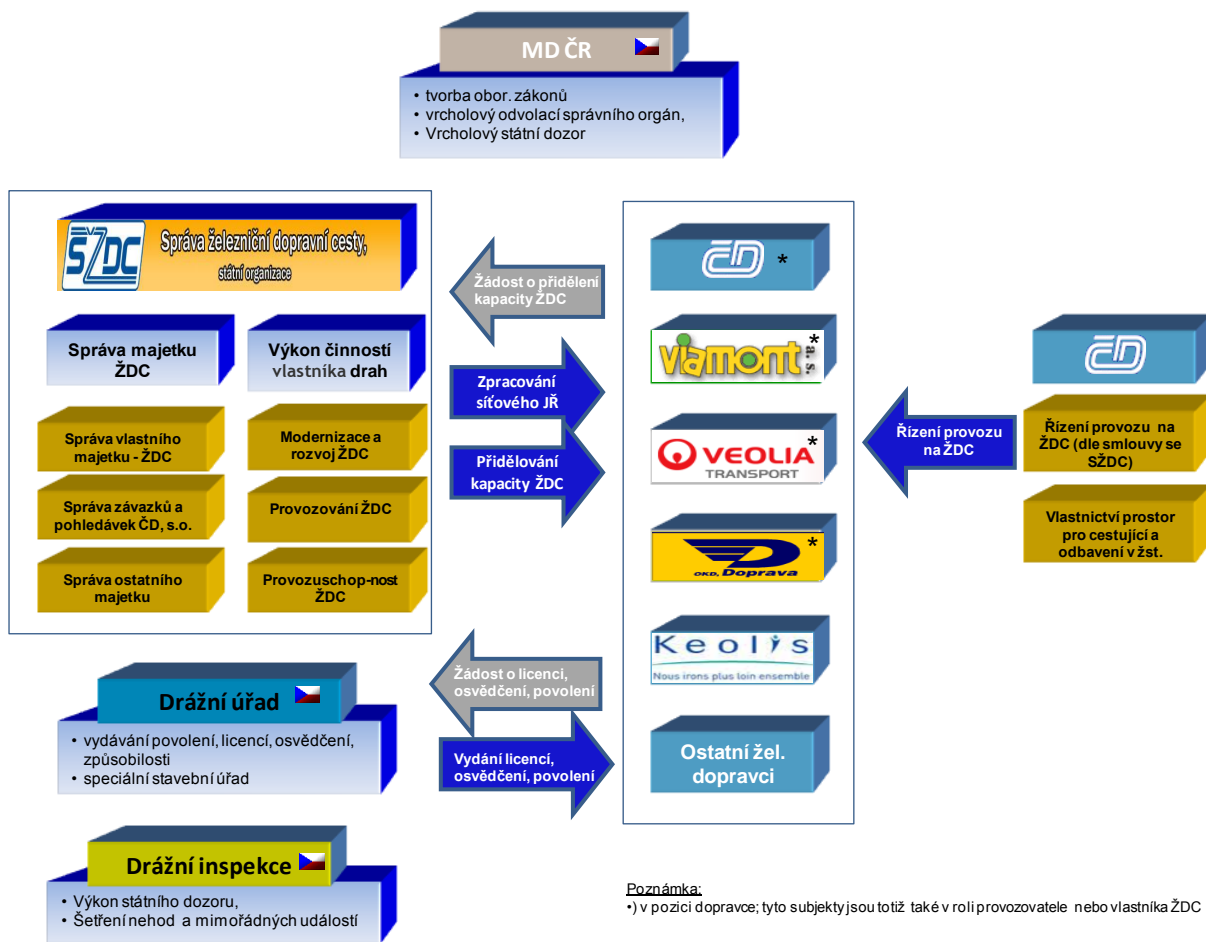 MD ČR
• tvorba obor. zákonů
• vrcholový odvolací správního orgán,
• Vrcholový státní dozor
SŽDC
Správa železniční dopravní cesty,
státní organizace
Správa majetku
ŽDC
Výkon činností
vlastníka drah
Správa vlastního
majetku - ŽDC
Modernizace a
rozvoj ŽDC
Správa závazků a
pohledávek ČD, s.o.
Provozování ŽDC
Správa ostatního
majetku
Provozuschop-nost
ŽDC
Žádost o přidělení
kapacity ŽDC
Zpracování
síťového JŘ
Přidělování
kapacity ŽDC
ČD *
viamont a. s. *
VEOLIA *
TRANSPORT
OKD, Doprava *
Keolis
Nous irons plus loin ensemble
Ostatní žel.
dopravci
Řízení provozu
na ŽDC
ČD
Řízení provozu na
ŽDC (dle smlouvy se
SŽDC)
Vlastnictví prostor
pro cestující a
odbavení v žst.
Žádost o licenci,
osvědčení, povolení
Vydání licencí,
osvědčení, povolení
Drážní úřad
• vydávání povolení, licencí, osvědčení,
způsobilosti
• speciální stavební úřad
Drážní inspekce
• Výkon státního dozoru,
• Šetření nehod a mimořádných událostí
Poznámka:
•) v pozici dopravce; tyto subjekty jsou totiž také v roli provozovatele nebo vlastníka ŽDC